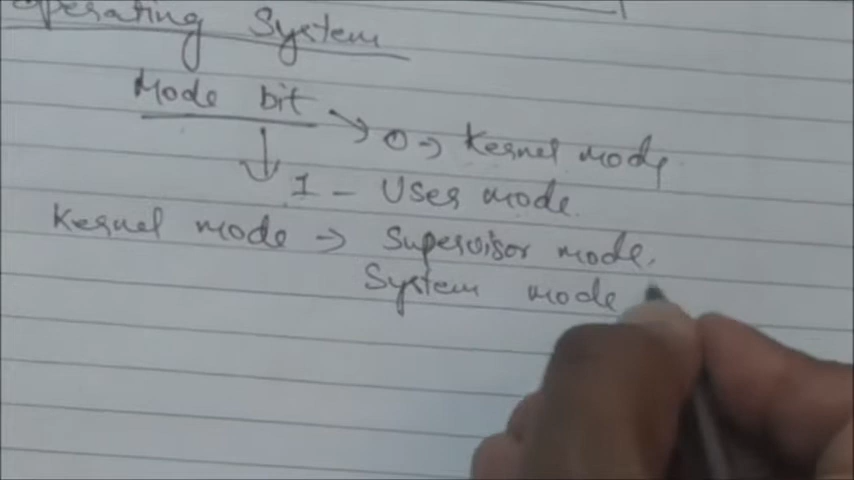 Operating System
Mode bit
0 → Kernel mode,
1 - User mode.
Kernel mode → Supervisor mode.
System mode